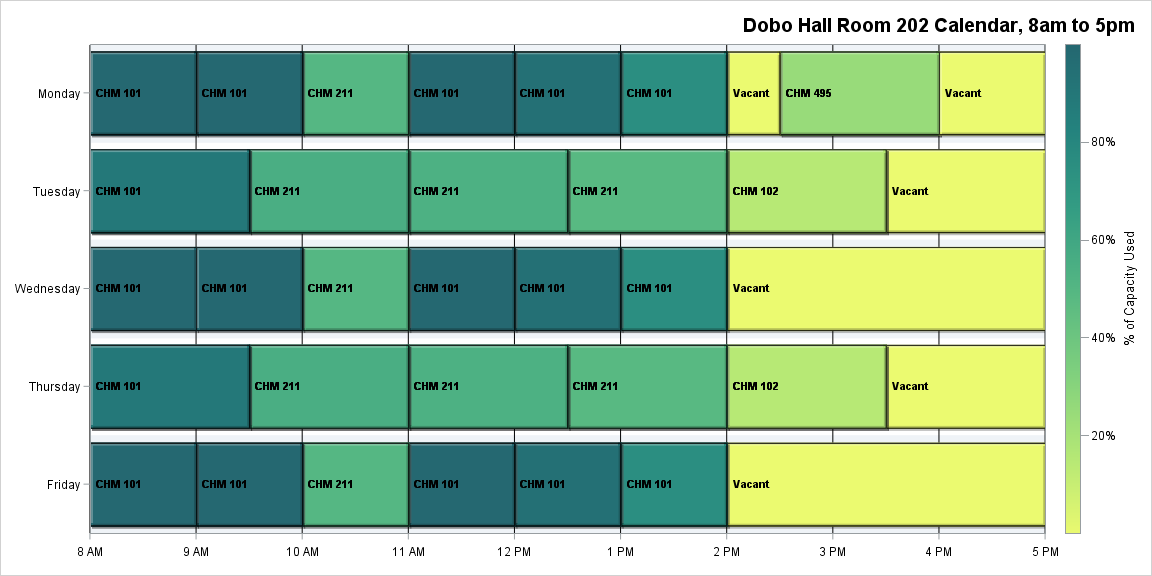 Dobo Hall Room 202 Calendar, 8am to 5pm
Monday CHM 101 CHM 101 CHM 211 CHM 101 CHM 101 CHM 101 Vacant CHM 495 Vacant
Tuesday CHM 101 CHM 211 CHM 211 CHM 211 CHM 102 Vacant
Wednesday CHM 101 CHM 101 CHM 211 CHM 101 CHM 101 CHM 101 Vacant
Thursday CHM 101 CHM 211 CHM 211 CHM 211 CHM 102 Vacant
Friday CHM 101 CHM 101 CHM 211 CHM 101 CHM 101 CHM 101 Vacant
8 AM 9 AM 10 AM 11 AM 12 PM 1 PM 2 PM 3 PM 4 PM 5 PM
80%
60%
40%
20%
% of Capacity Used